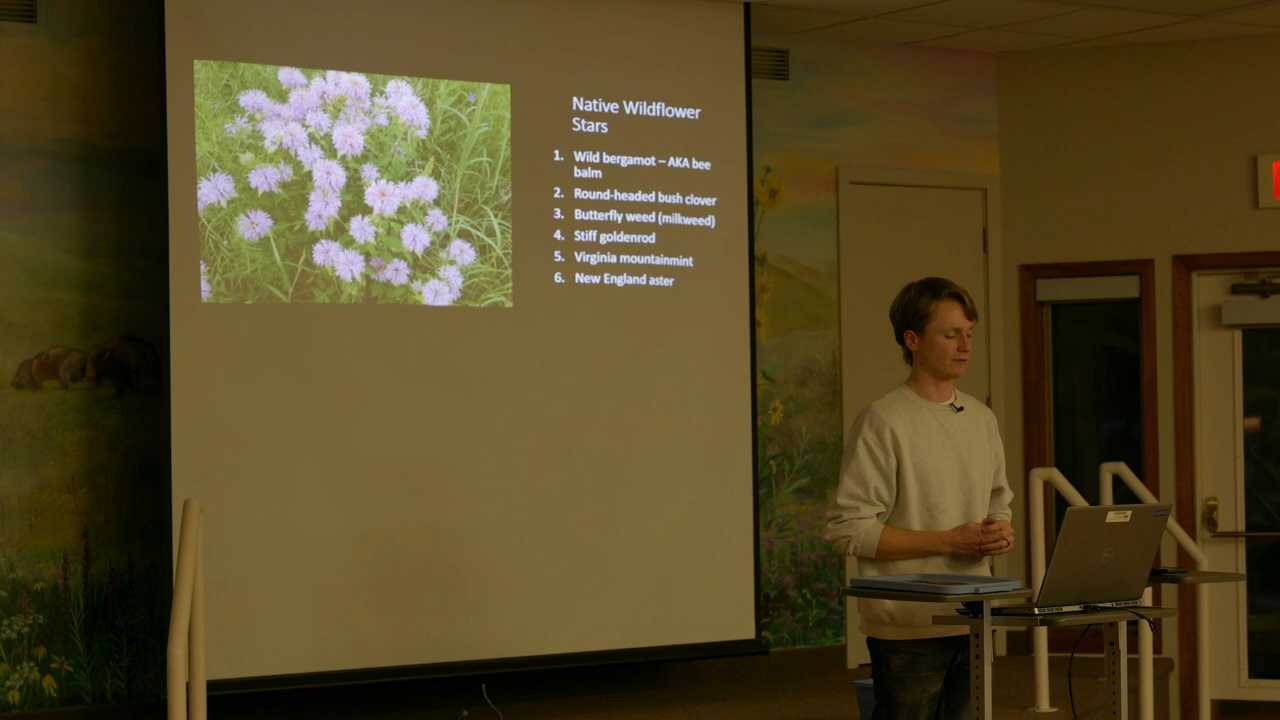 Native Wildflower
Stars
1. Wild bergamot – AKA bee
balm
2. Round-headed bush clover
3. Butterfly weed (milkweed)
4. Stiff goldenrod
5. Virginia mountainmint
6. New England aster